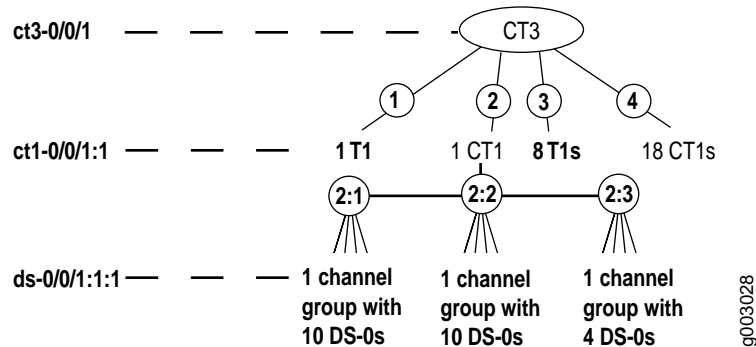 ct3-0/0/1 CT3
1 2 3 4
ct1-0/0/1:1 1 T1 1 CT1 8 T1s 18 CT1s
2:1 2:2 2:3
ds-0/0/1:1:1 1 channel 1 channel 1 channel
group with group with group with
10 DS-0s 10 DS-0s 4 DS-0s
g003028